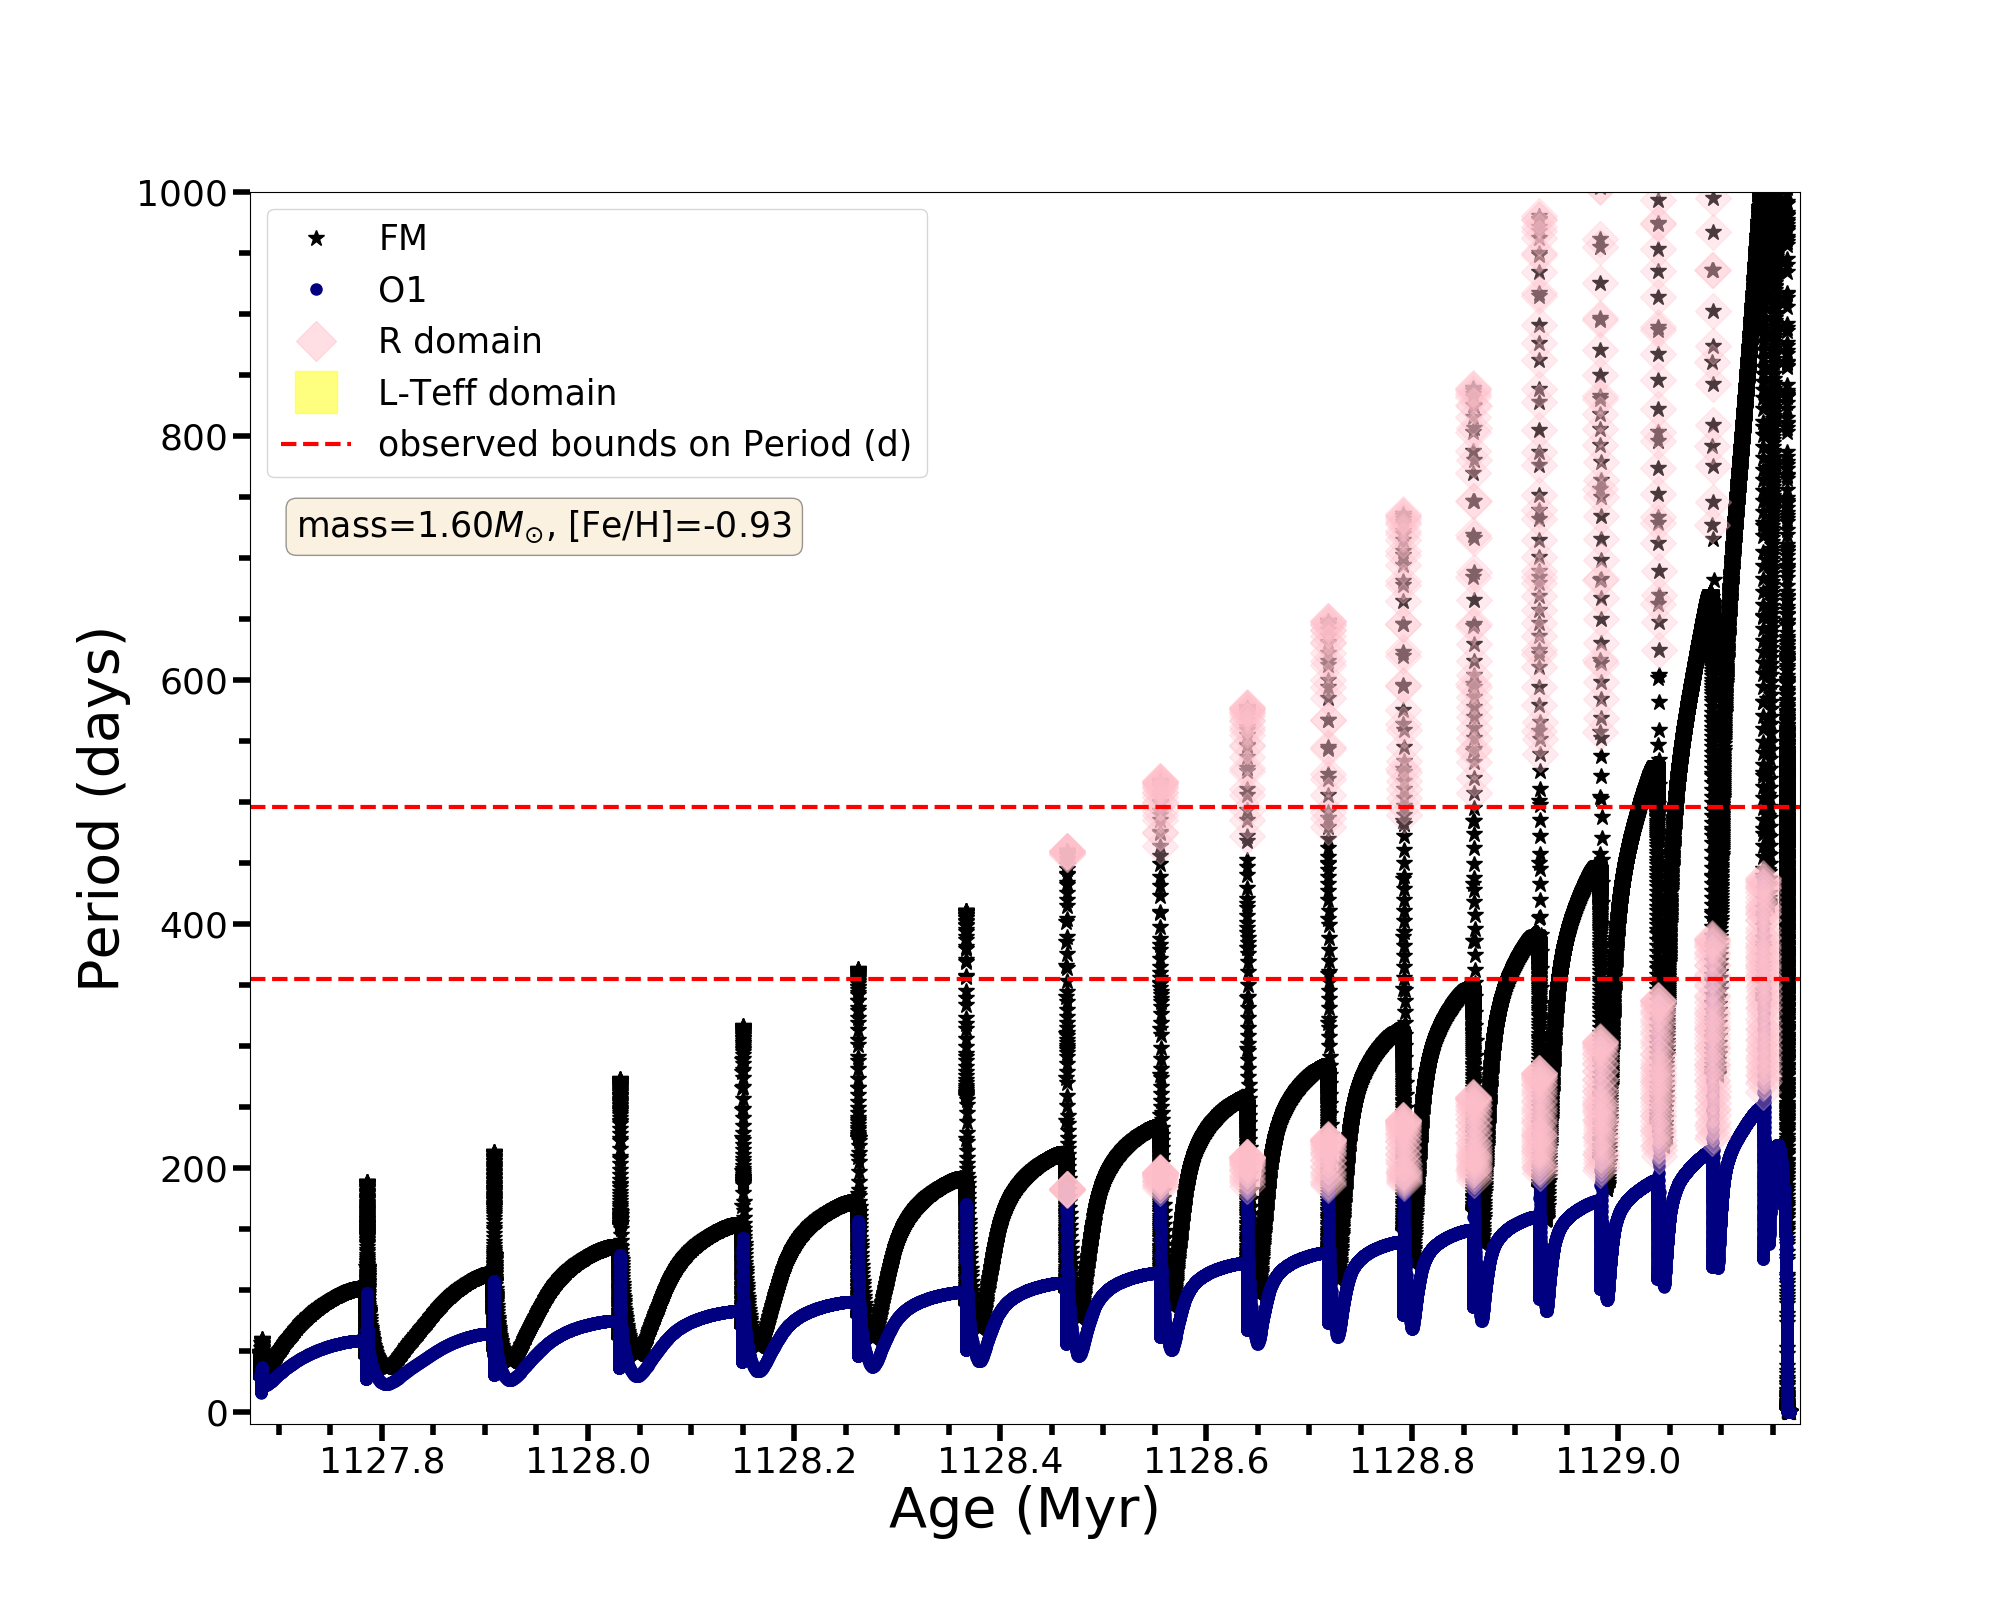 FM
O1
R domain
L-Teff domain
observed bounds on Period (d)
mass=1.60M⊙, [Fe/H]=-0.93
1000
800
600
400
200
0
Period (days)
1127.8 1128.0 1128.2 1128.4 1128.6 1128.8 1129.0
Age (Myr)